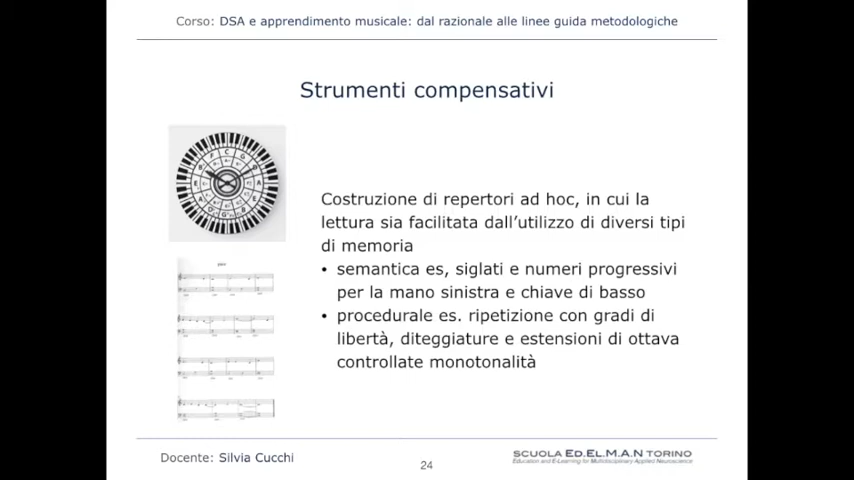 Corso: DSA e apprendimento musicale: dal razionale alle linee guida metodologiche
Strumenti compensativi
Costruzione di repertori ad hoc, in cui la
lettura sia facilitata dall'utilizzo di diversi tipi
di memoria
• semantica es, siglati e numeri progressivi
per la mano sinistra e chiave di basso
• procedurale es. ripetizione con gradi di
libertà, diteggiature e estensioni di ottava
controllate monotonalità
Docente: Silvia Cucchi
24
SCUOLA ED.EL.M.A.N TORINO
Education and E-Learning for Multidisciplinary Applied Neuroscience